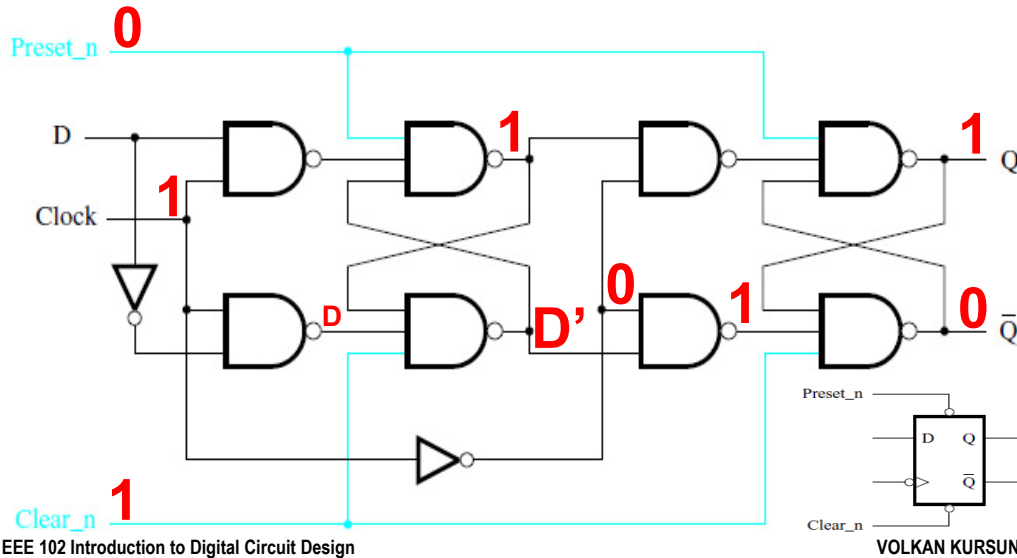 Preset_n 0
D
1 1
Clock 1
Q
0
D 1
D’ 0
Q̅
Preset_n
D Q
Q̅
Clear_n 1
Clear_n
EEE 102 Introduction to Digital Circuit Design
VOLKAN KURSUN